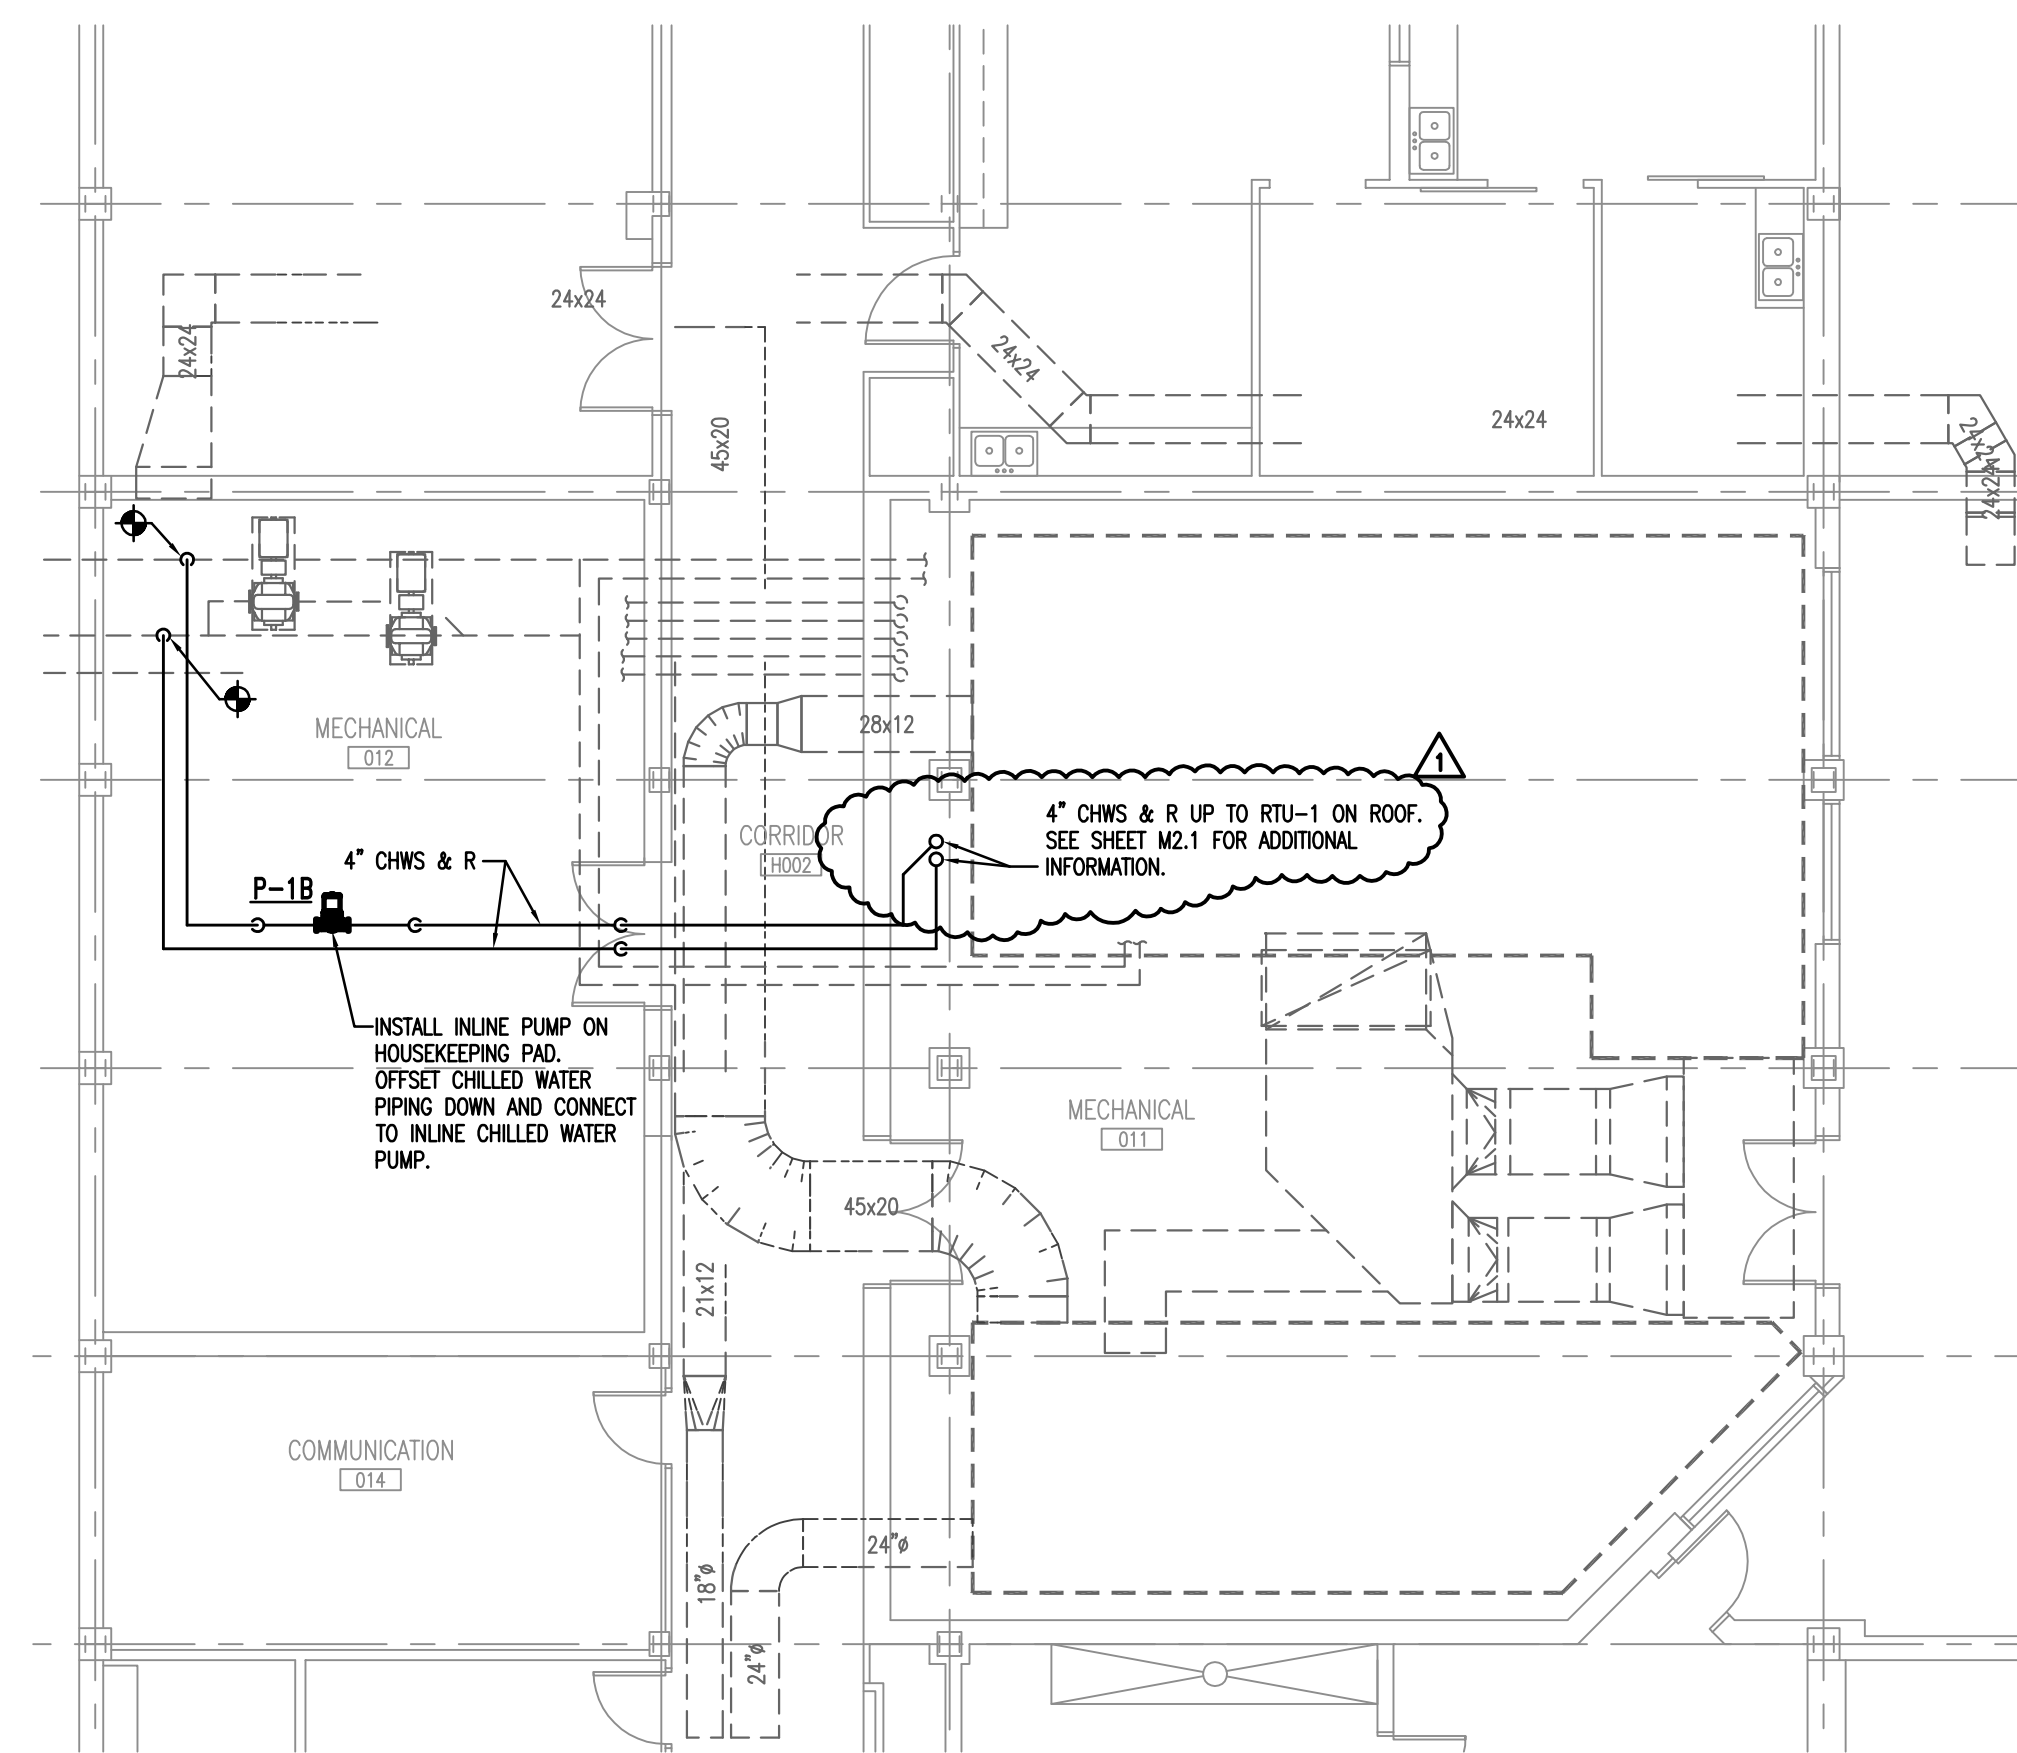 24x24
24x24
24x24
24x24
24x24
24x24
45x20
MECHANICAL
012
28x12
1
4" CHWS & R UP TO RTU-1 ON ROOF.
SEE SHEET M2.1 FOR ADDITIONAL
INFORMATION.
CORRIDOR
H002
4" CHWS & R
P-1B
INSTALL INLINE PUMP ON
HOUSEKEEPING PAD.
OFFSET CHILLED WATER
PIPING DOWN AND CONNECT
TO INLINE CHILLED WATER
PUMP.
MECHANICAL
011
45x20
21x12
COMMUNICATION
014
24"ø
18"ø
24"ø